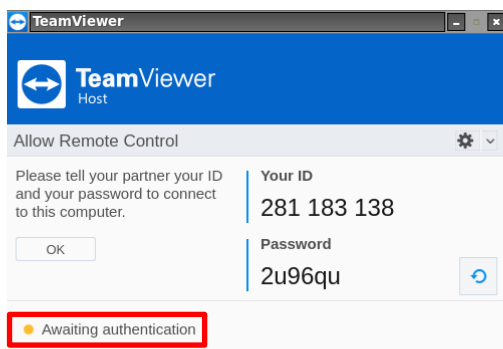 TeamViewer
TeamViewer
Host
Allow Remote Control
Please tell your partner your ID
and your password to connect
to this computer.
OK
Your ID
281 183 138
Password
2u96qu
Awaiting authentication